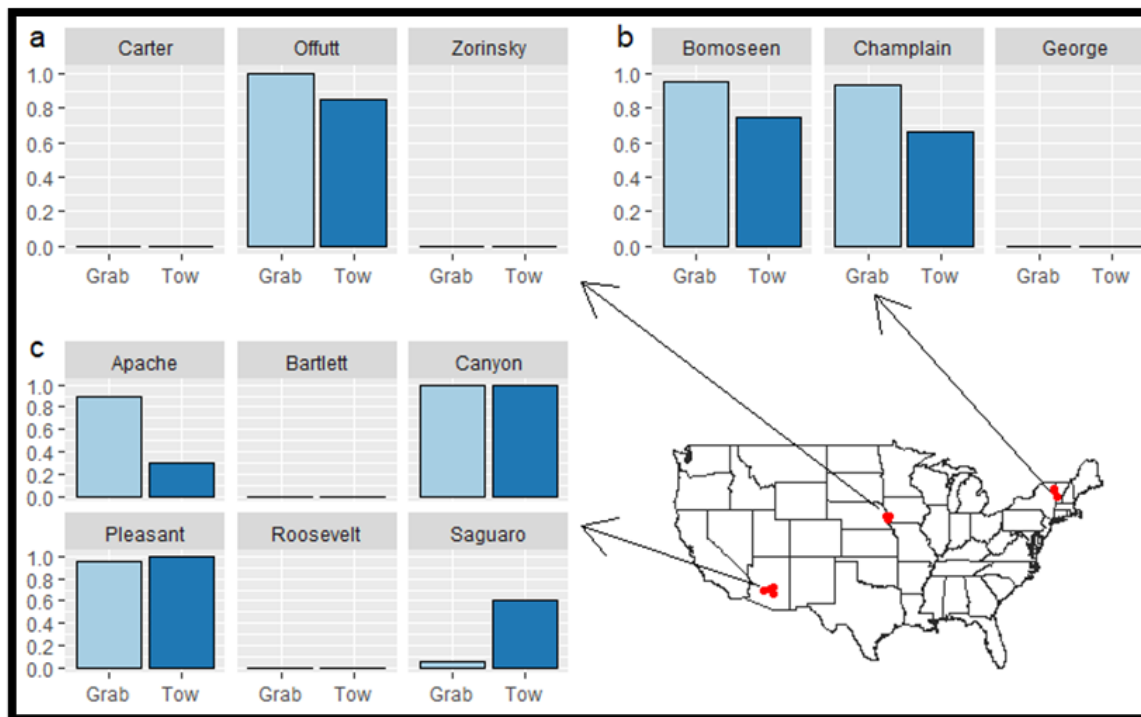 a
Carter Offutt Zorinsky
1.0
0.8
0.6
0.4
0.2
0.0
Grab Tow Grab Tow Grab Tow
b
Bomoseen Champlain George
1.0
0.8
0.6
0.4
0.2
0.0
Grab Tow Grab Tow Grab Tow
c
Apache Bartlett Canyon
1.0
0.8
0.6
0.4
0.2
0.0
Pleasant Roosevelt Saguaro
1.0
0.8
0.6
0.4
0.2
0.0
Grab Tow Grab Tow Grab Tow